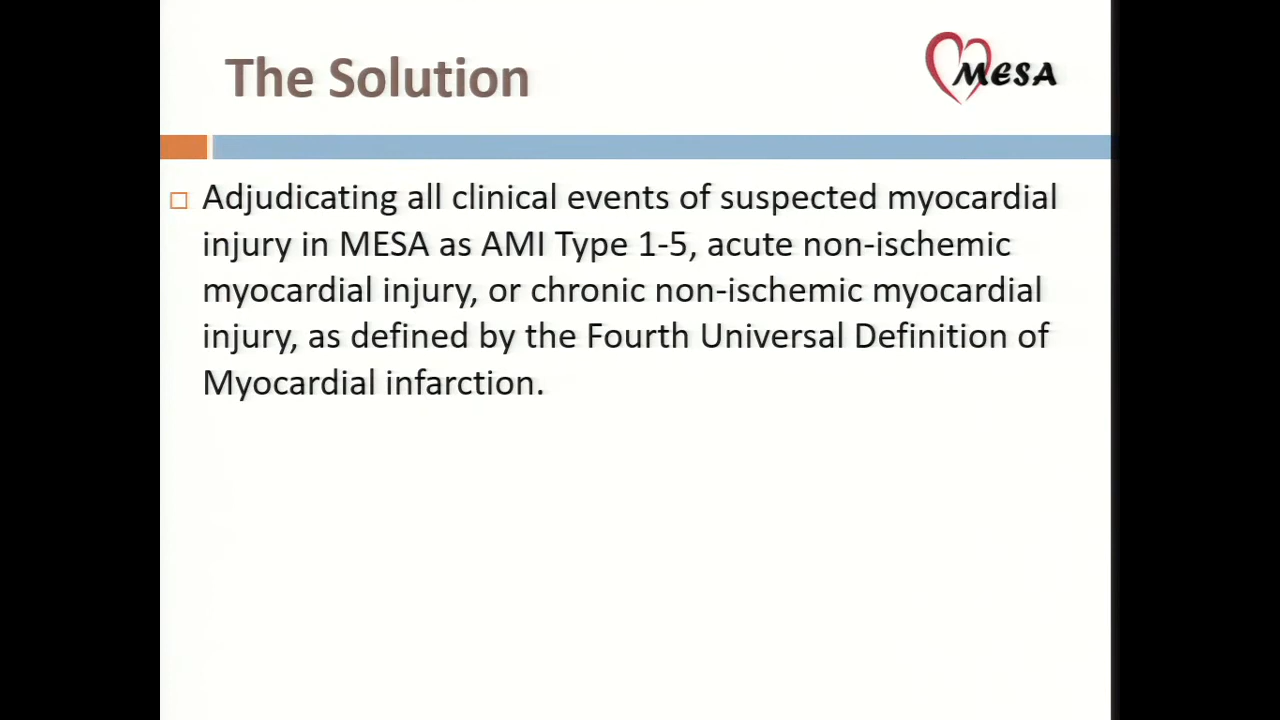 The Solution
MESA
Adjudicating all clinical events of suspected myocardial
injury in MESA as AMI Type 1-5, acute non-ischemic
myocardial injury, or chronic non-ischemic myocardial
injury, as defined by the Fourth Universal Definition of
Myocardial infarction.